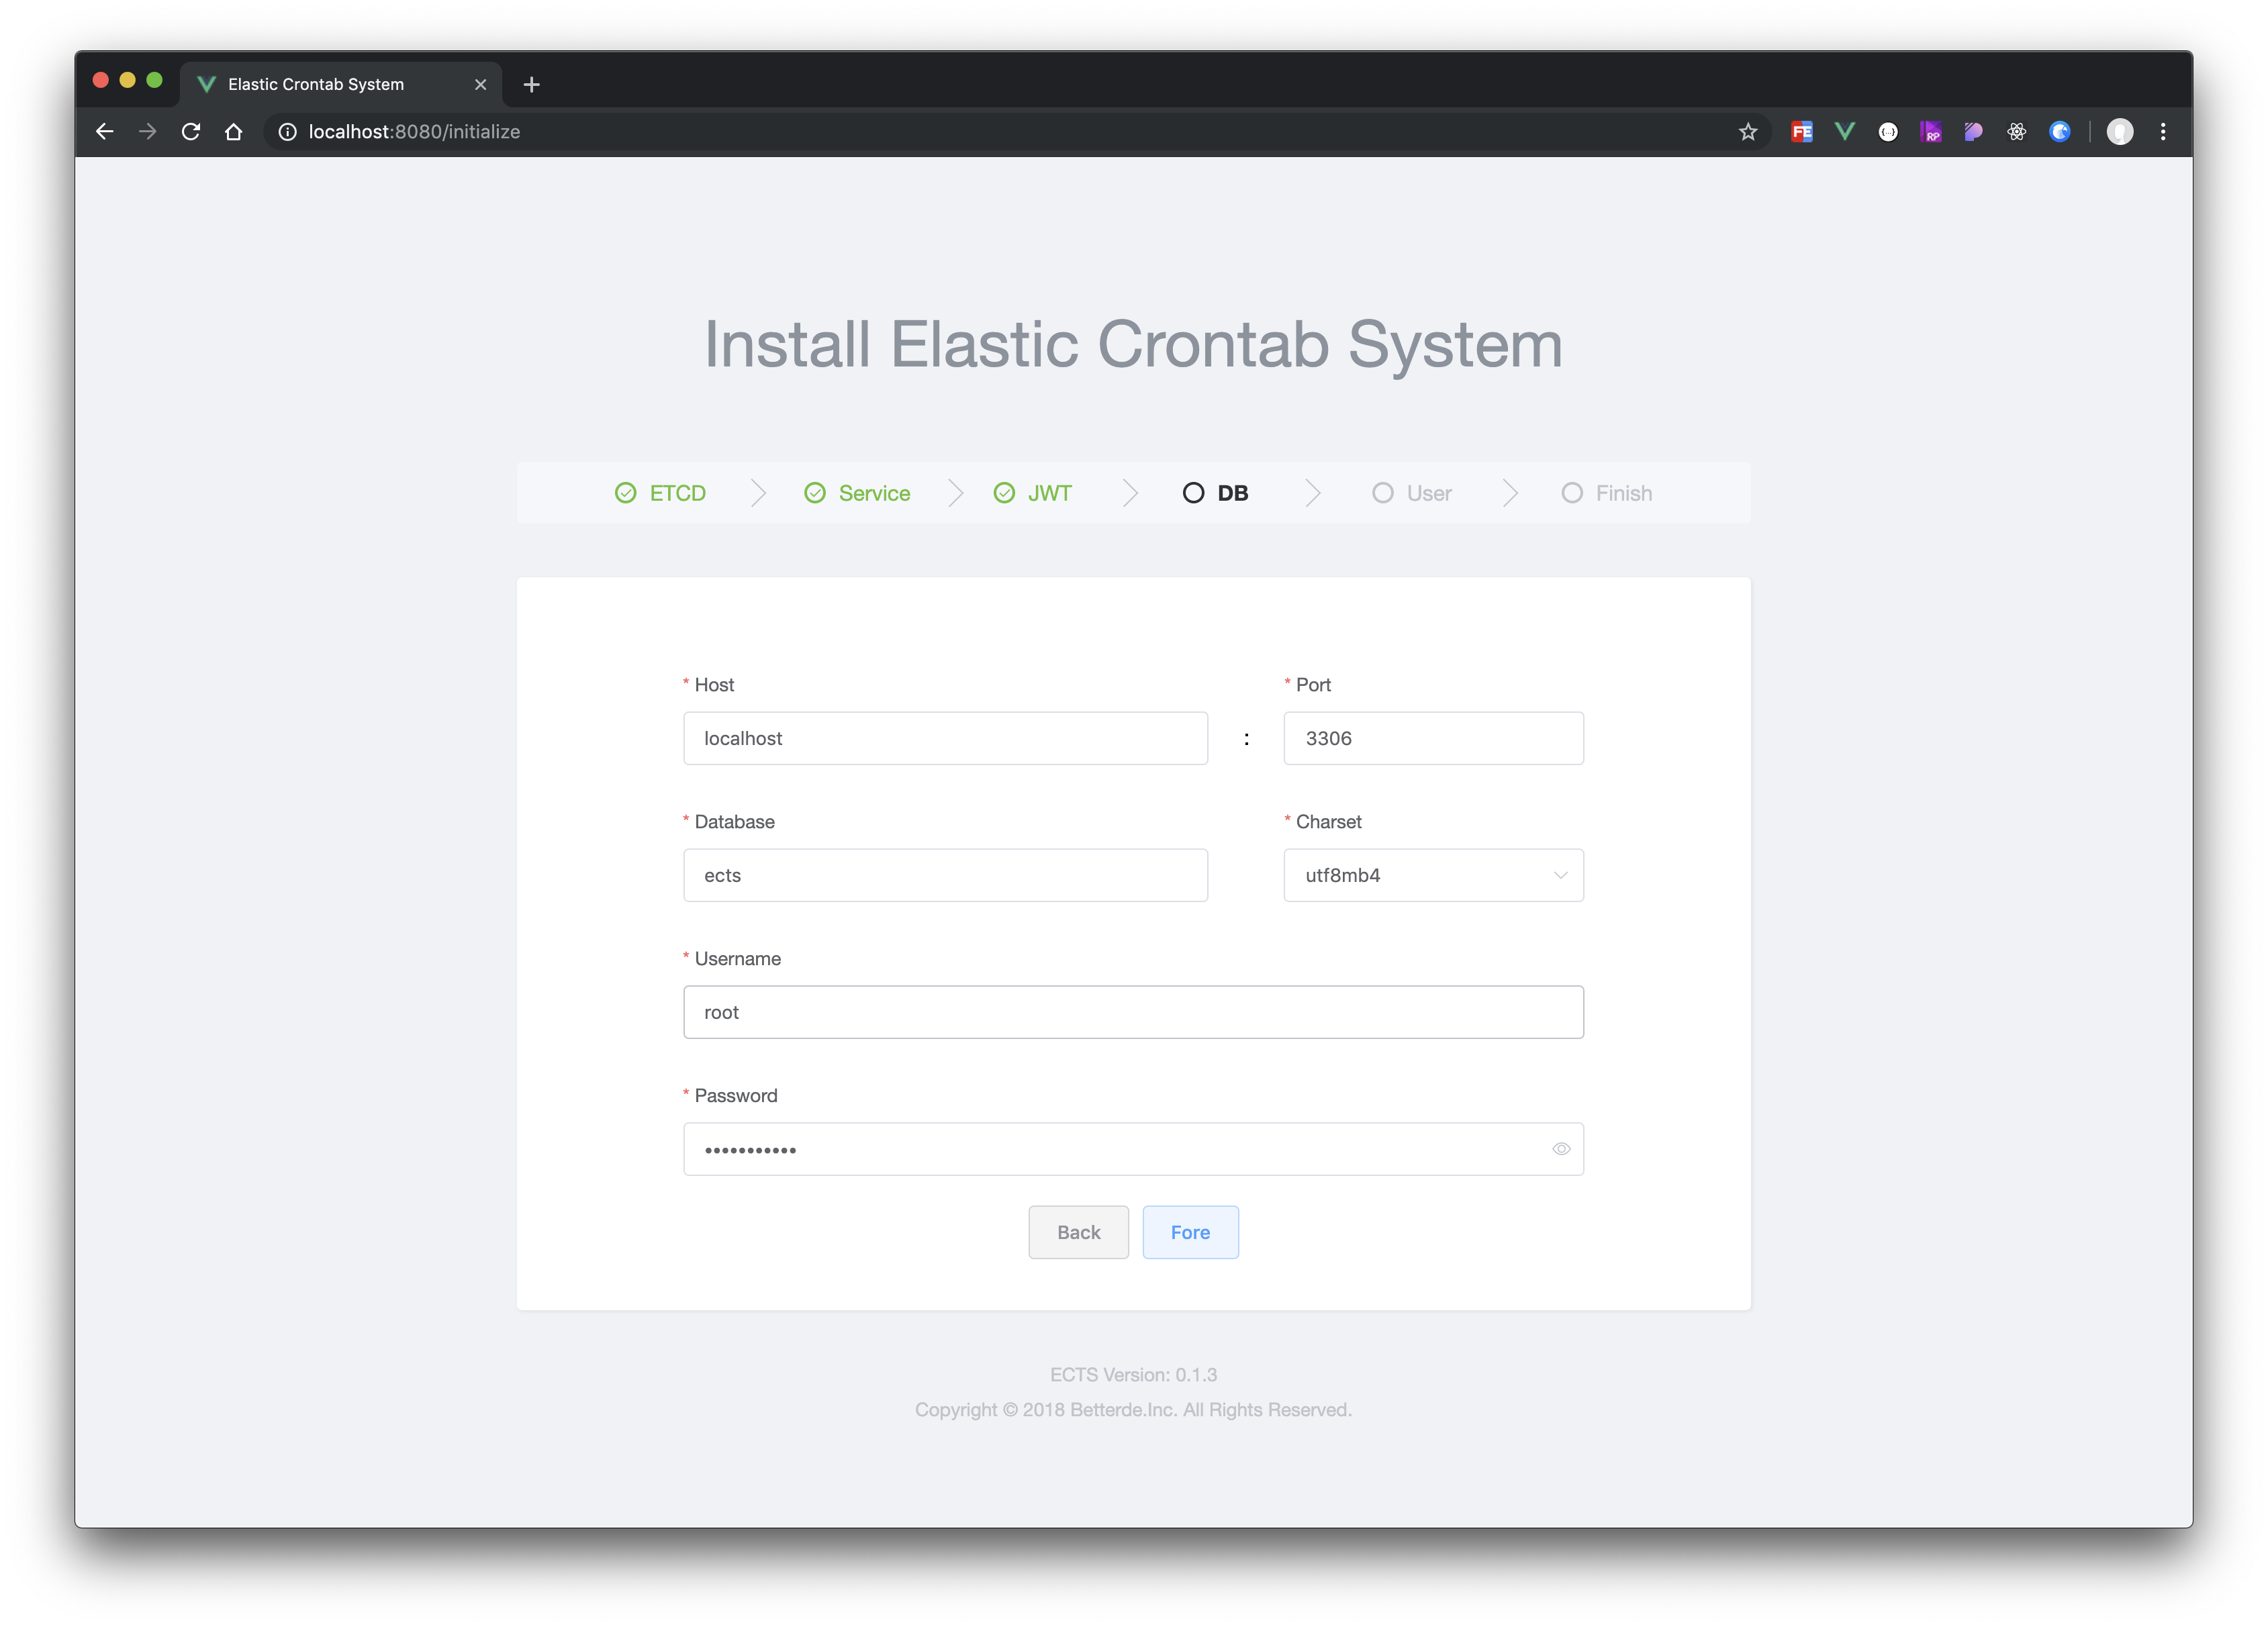 Elastic Crontab System
localhost:8080/initialize
FE
RP
Install Elastic Crontab System
ETCD Service JWT DB User Finish
* Host * Port
localhost : 3306
* Database * Charset
ects utf8mb4
* Username
root
* Password
•••••••••••
Back Fore
ECTS Version: 0.1.3
Copyright © 2018 Betterde.Inc. All Rights Reserved.